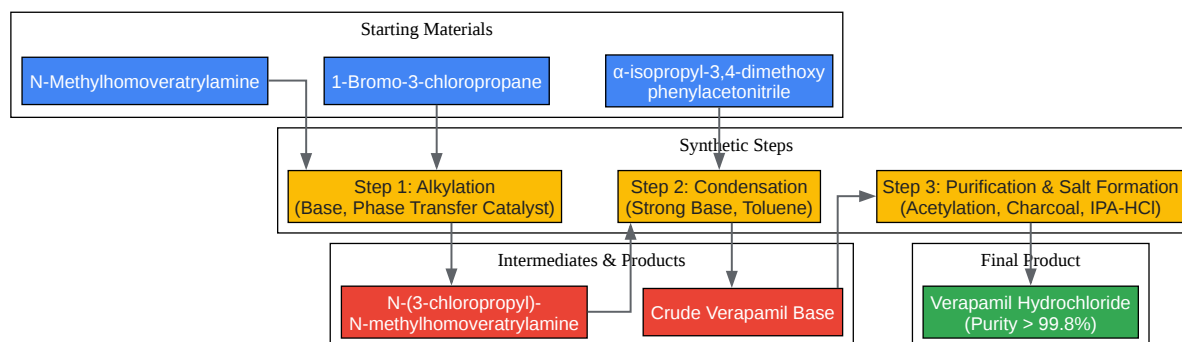 Starting Materials
N-Methylhomoveratrylamine
1-Bromo-3-chloropropane
α-isopropyl-3,4-dimethoxy
phenylacetonitrile
Synthetic Steps
Step 1: Alkylation
(Base, Phase Transfer Catalyst)
Step 2: Condensation
(Strong Base, Toluene)
Step 3: Purification & Salt Formation
(Acetylation, Charcoal, IPA-HCl)
Intermediates & Products
N-(3-chloropropyl)-
N-methylhomoveratrylamine
Crude Verapamil Base
Final Product
Verapamil Hydrochloride
(Purity > 99.8%)